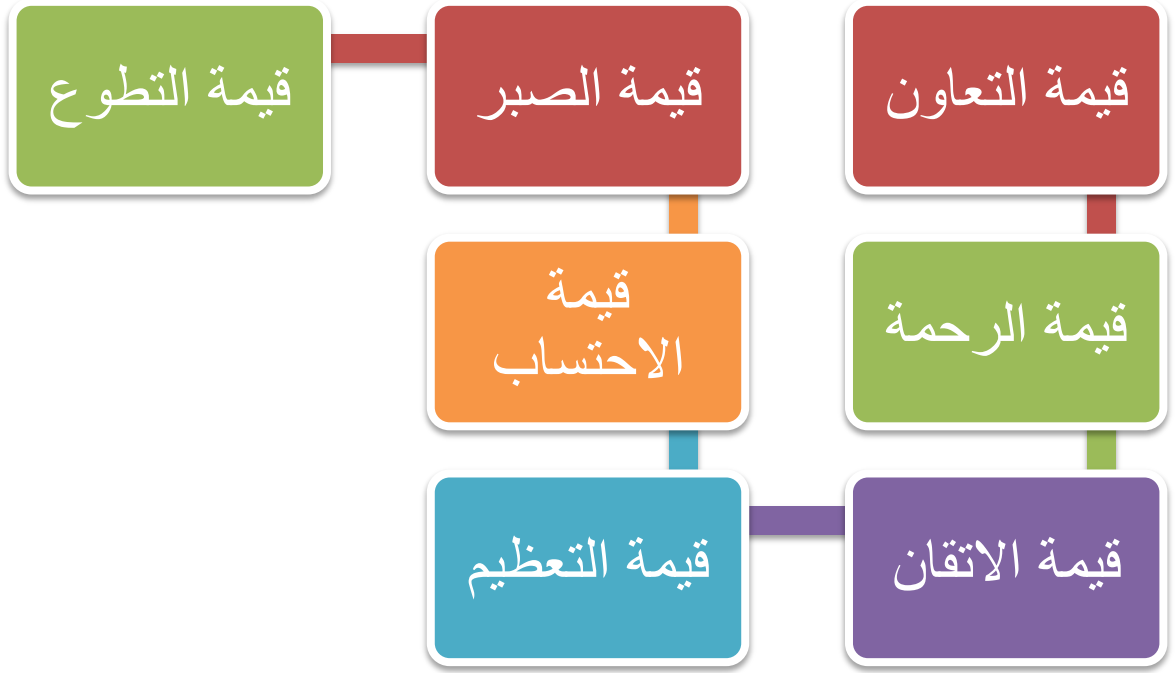 قيمة التعاون
قيمة الرحمة
قيمة الاتقان
قيمة التعظيم
قيمة
الاحتساب
قيمة الصبر
قيمة التطوع